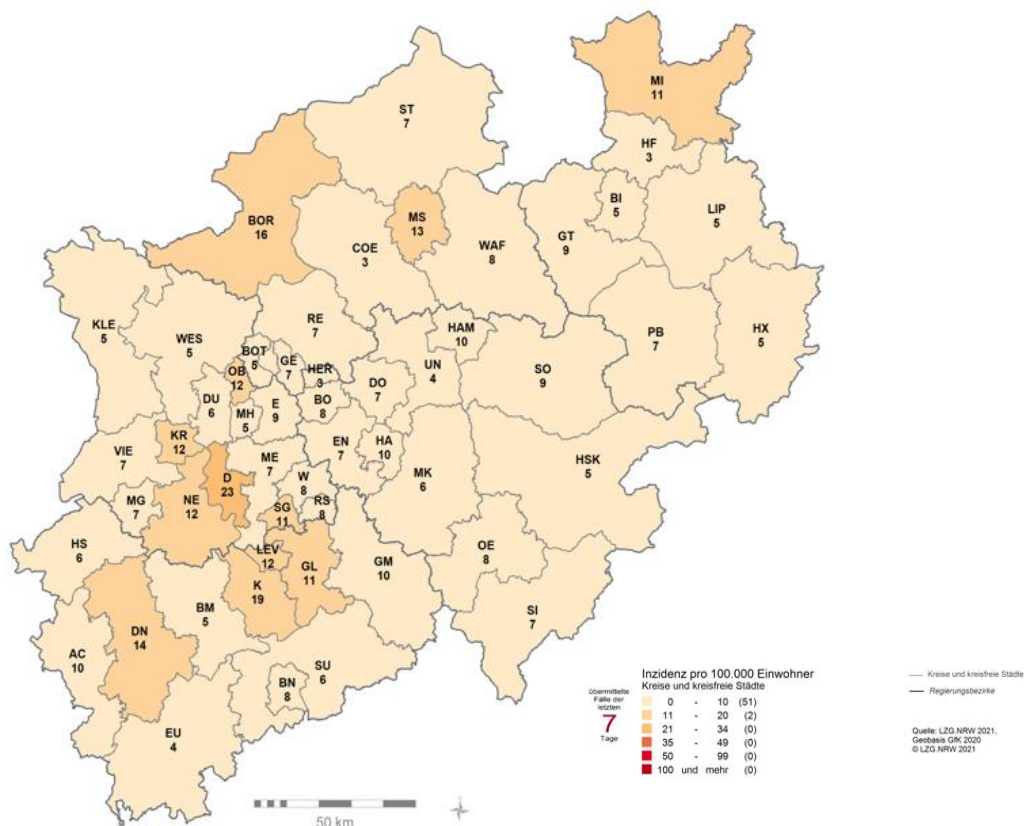 MI
11
ST
7
HF
3
BI
5
LIP
5
BOR
16
MS
13
COE
3
WAF
8
GT
9
KLE
5
WES
5
RE
7
HAM
10
PB
7
HX
5
BOT
5
GE
7
HER
3
OB
12
UN
4
SO
9
DO
7
DU
6
MH
5
E
9
BO
8
KR
12
EN
7
HA
10
VIE
7
ME
7
HSK
5
D
23
W
8
MK
6
MG
7
NE
12
SG
11
RS
8
HS
6
LEV
12
GL
11
GM
10
OE
8
K
19
BM
5
SI
7
DN
14
AC
10
SU
6
BN
8
EU
4
50 km
übermittelte
Fälle der
letzten
7
Tage
Inzidenz pro 100.000 Einwohner
Kreise und kreisfreie Städte
0 - 10 (51)
11 - 20 (2)
21 - 34 (0)
35 - 49 (0)
50 - 99 (0)
100 und mehr (0)
Kreise und kreisfreie Städte
Regierungsbezirke
Quelle: LZG.NRW 2021,
Geobasis GfK 2020
© LZG.NRW 2021